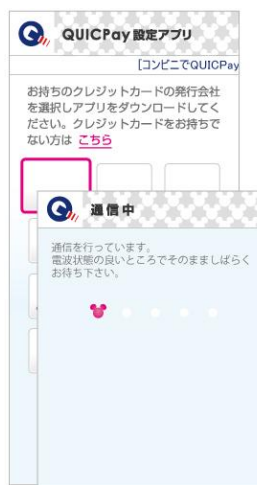 QUICPay 設定アプリ
[コンビニでQUICPay
お持ちのクレジットカードの発行会社
を選択しアプリをダウンロードしてく
ださい。クレジットカードをお持ちで
ない方は こちら
通信中
通信を行っています。
電波状態の良いところでそのまましばらく
お待ち下さい。